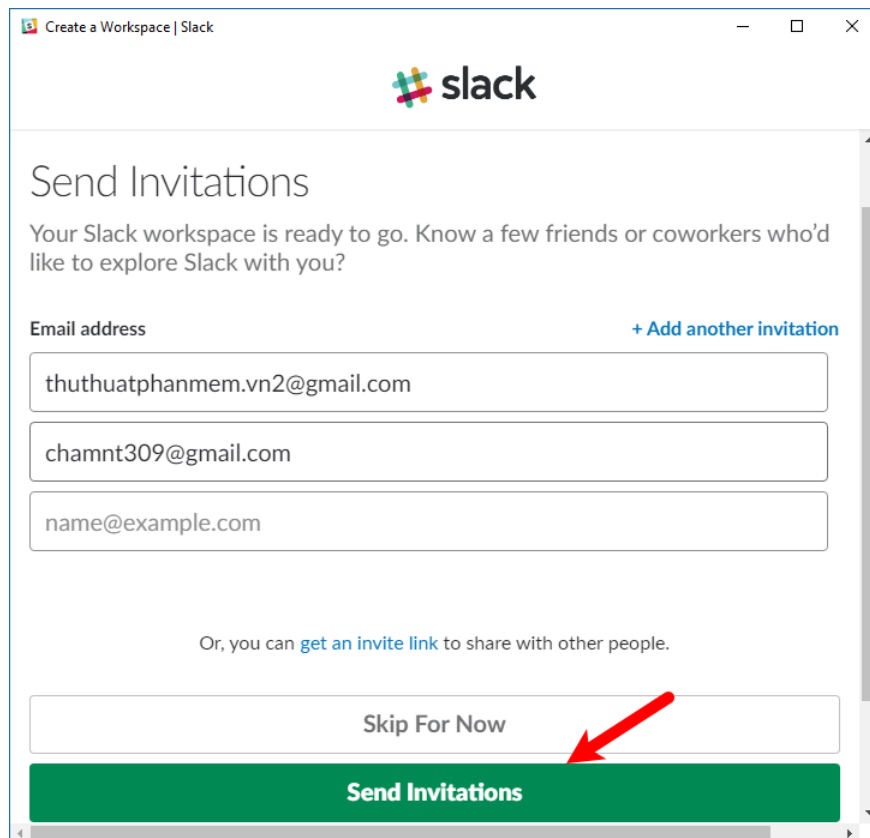 Create a Workspace | Slack
slack
Send Invitations
Your Slack workspace is ready to go. Know a few friends or coworkers who’d
like to explore Slack with you?
Email address
+ Add another invitation
thuthuatphanmem.vn2@gmail.com
chamnt309@gmail.com
name@example.com
Or, you can get an invite link to share with other people.
Skip For Now
Send Invitations